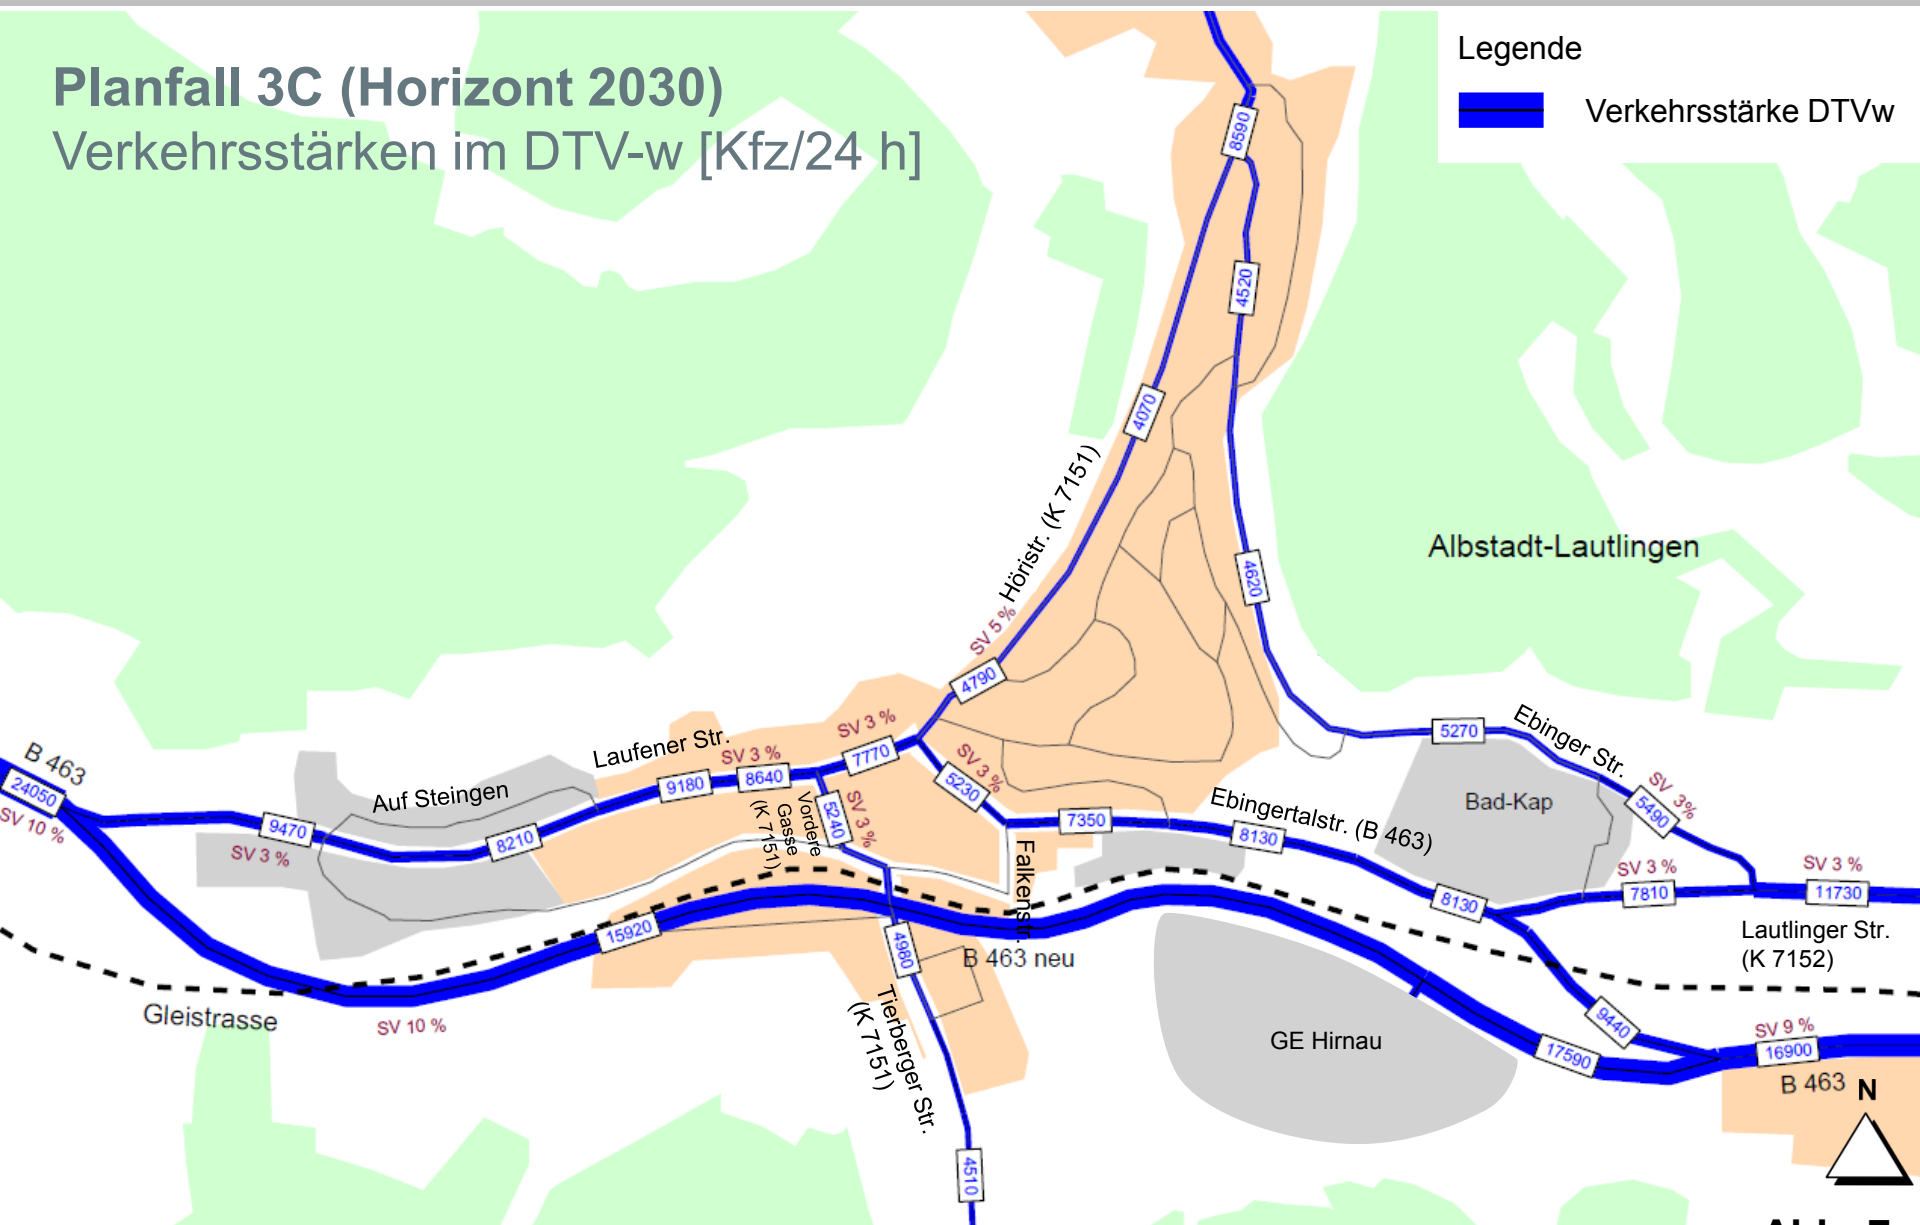 Planfall 3C (Horizont 2030)
Verkehrsstärken im DTV-w [Kfz/24 h]
Legende
Verkehrsstärke DTVw
8590
4520
4070
Höristr. (K 7151)
SV 5 %
4620
Albstadt-Lautlingen
4790
B 463
24050
SV 10 %
9470
SV 3 %
Auf Steingen
8210
Laufener Str.
9180
SV 3 %
8640
SV 3 %
7770
Vordere
Gasse
(K 7151)
5240
SV 3 %
SV 3 %
5230
7350
Falkenstr.
Ebingertalstr. (B 463)
8130
8130
5270
Ebinger Str.
Bad-Kap
SV 3%
5490
SV 3 %
7810
SV 3 %
11730
Lautlinger Str.
(K 7152)
15920
4980
B 463 neu
Gleistrasse
SV 10 %
Tierberger Str.
(K 7151)
4510
GE Hirnau
9440
17590
SV 9 %
16900
B 463
N